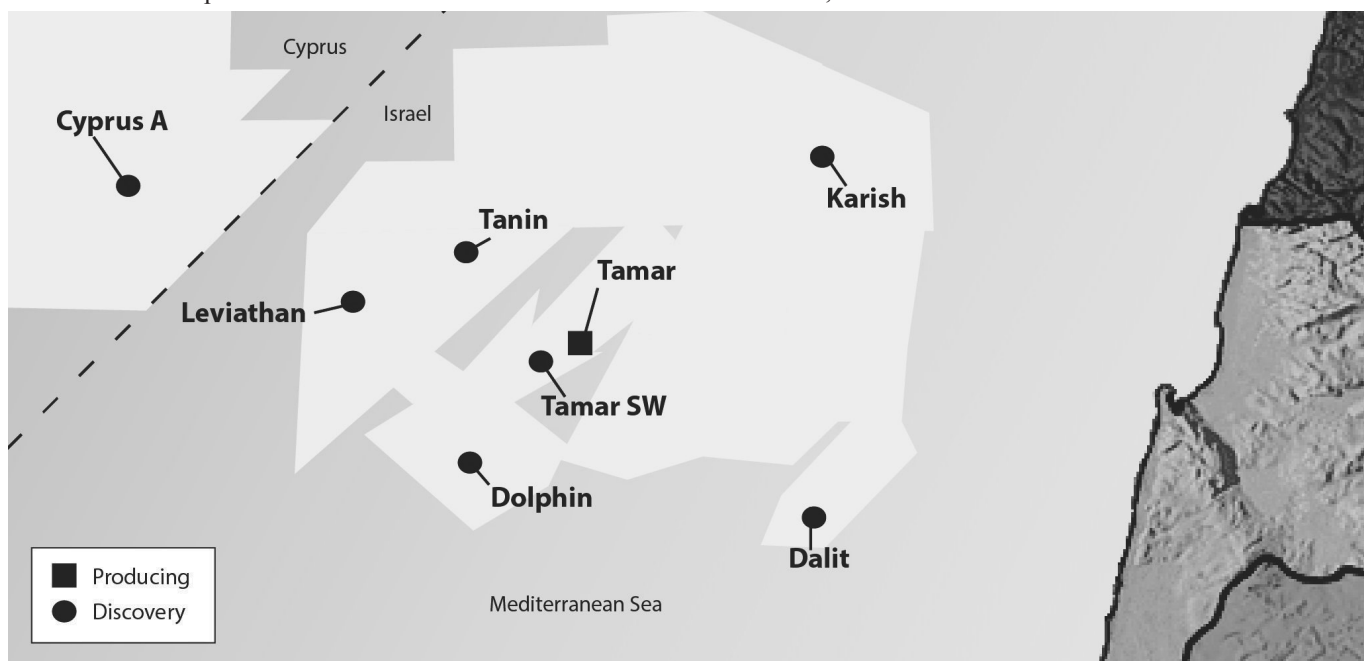 Cyprus
Israel
Cyprus A
Karish
Tanin
Tamar
Leviathan
Tamar SW
Dolphin
Dalit
Producing
Discovery
Mediterranean Sea